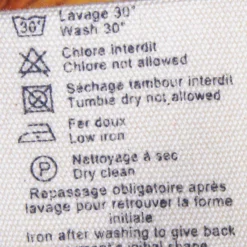 30° Lavage 30°
Wash 30°
Chlore interdit
Chlore not allowed
Séchage tambour interdit
Tumble dry not allowed
Fer doux
Low iron
P Nettoyage à sec
Dry clean
Repassage obligatoire après
lavage pour retrouver la forme
initiale
Iron after washing to give back
initial shape